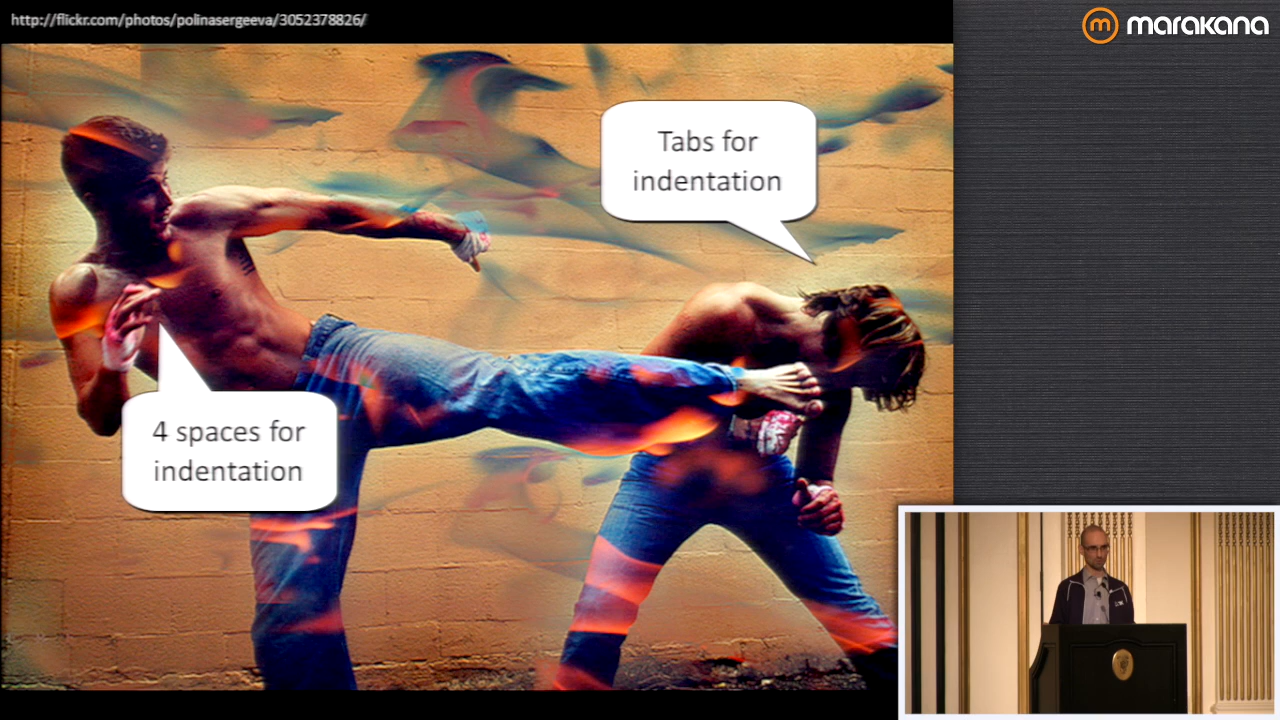 http://flickr.com/photos/polinasergeeva/3052378826/
marakana
Tabs for
indentation
4 spaces for
indentation